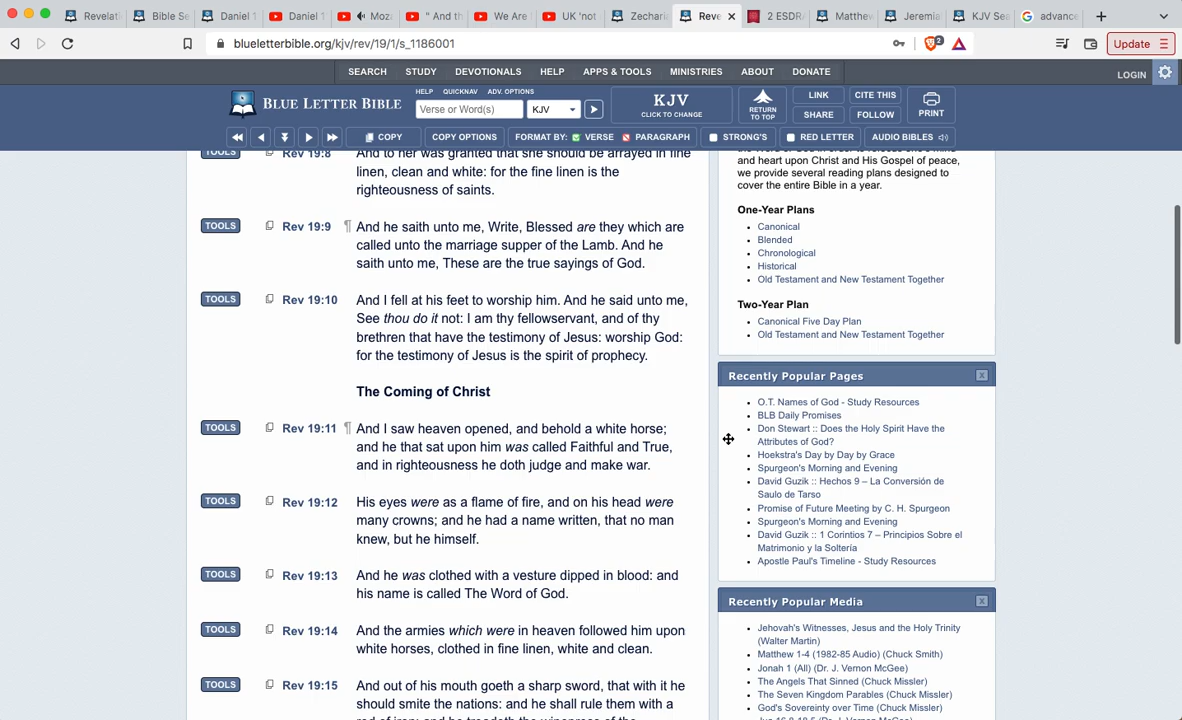 Revelati
Bible Se
Daniel 1
Daniel 1
Moza
" And th
We Are
UK 'not
Zecharia
Reve
2 ESDRA
Matthew
Jeremia
KJV Sea
advance
blueletterbible.org/kjv/rev/19/1/s_1186001
2
Update
SEARCH STUDY DEVOTIONALS HELP APPS & TOOLS MINISTRIES ABOUT DONATE
LOGIN
BLUE LETTER BIBLE
HELP QUICKNAV ADV. OPTIONS
Verse or Word(s)
KJV
KJV
CLICK TO CHANGE
RETURN
TO TOP
LINK
SHARE
CITE THIS
FOLLOW
PRINT
COPY
COPY OPTIONS
FORMAT BY: VERSE PARAGRAPH
STRONG'S
RED LETTER
AUDIO BIBLES
TOOLS Rev 19:8 And to her was granted that she should be arrayed in fine
linen, clean and white: for the fine linen is the
righteousness of saints.
TOOLS Rev 19:9 ¶ And he saith unto me, Write, Blessed are they which are
called unto the marriage supper of the Lamb. And he
saith unto me, These are the true sayings of God.
TOOLS Rev 19:10 And I fell at his feet to worship him. And he said unto me,
See thou do it not: I am thy fellowservant, and of thy
brethren that have the testimony of Jesus: worship God:
for the testimony of Jesus is the spirit of prophecy.
The Coming of Christ
TOOLS Rev 19:11 ¶ And I saw heaven opened, and behold a white horse;
and he that sat upon him was called Faithful and True,
and in righteousness he doth judge and make war.
TOOLS Rev 19:12 His eyes were as a flame of fire, and on his head were
many crowns; and he had a name written, that no man
knew, but he himself.
TOOLS Rev 19:13 And he was clothed with a vesture dipped in blood: and
his name is called The Word of God.
TOOLS Rev 19:14 And the armies which were in heaven followed him upon
white horses, clothed in fine linen, white and clean.
TOOLS Rev 19:15 And out of his mouth goeth a sharp sword, that with it he
should smite the nations: and he shall rule them with a
and heart upon Christ and His Gospel of peace,
we provide several reading plans designed to
cover the entire Bible in a year.
One-Year Plans
• Canonical
• Blended
• Chronological
• Historical
• Old Testament and New Testament Together
Two-Year Plan
• Canonical Five Day Plan
• Old Testament and New Testament Together
Recently Popular Pages x
• O.T. Names of God - Study Resources
• BLB Daily Promises
• Don Stewart :: Does the Holy Spirit Have the
Attributes of God?
• Hoekstra's Day by Day by Grace
• Spurgeon's Morning and Evening
• David Guzik :: Hechos 9 – La Conversión de
Saulo de Tarso
• Promise of Future Meeting by C. H. Spurgeon
• Spurgeon's Morning and Evening
• David Guzik :: 1 Corintios 7 – Principios Sobre el
Matrimonio y la Soltería
• Apostle Paul's Timeline - Study Resources
Recently Popular Media x
• Jehovah's Witnesses, Jesus and the Holy Trinity
(Walter Martin)
• Matthew 1-4 (1982-85 Audio) (Chuck Smith)
• Jonah 1 (All) (Dr. J. Vernon McGee)
• The Angels That Sinned (Chuck Missler)
• The Seven Kingdom Parables (Chuck Missler)
• God's Sovereignty over Time (Chuck Missler)